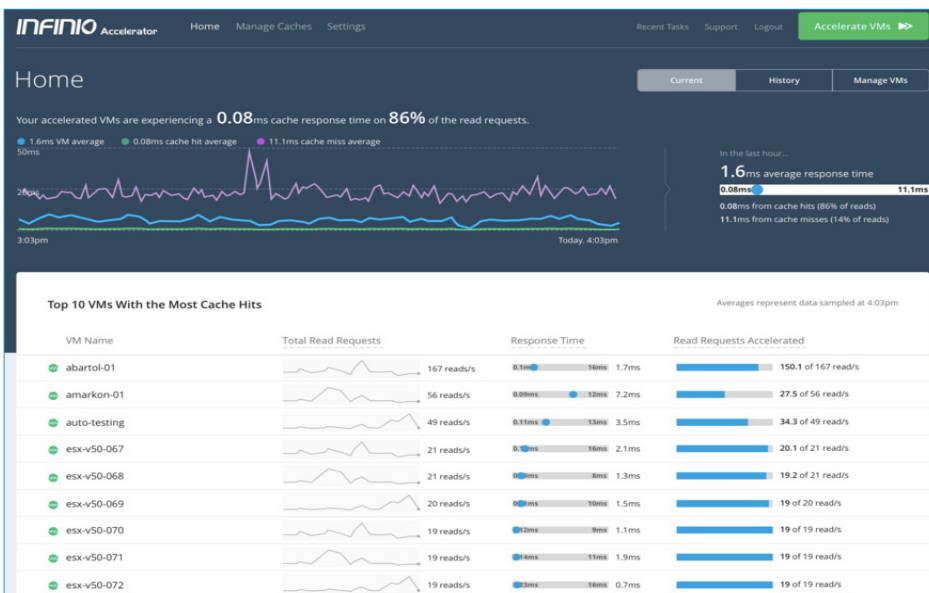 INFINIO Accelerator Home Manage Caches Settings Recent Tasks Support Logout Accelerate VMs
Home
Current History Manage VMs
Your accelerated VMs are experiencing a 0.08ms cache response time on 86% of the read requests.
1.6ms VM average 0.08ms cache hit average 11.1ms cache miss average
50ms
In the last hour...
1.6ms average response time
0.08ms 11.1ms
0.08ms from cache hits (86% of reads)
11.1ms from cache misses (14% of reads)
3:03pm Today. 4:03pm
Top 10 VMs With the Most Cache Hits Averages represent data sampled at 4:03pm
VM Name Total Read Requests Response Time Read Requests Accelerated
abartol-01 167 reads/s 16ms 1.7ms 150.1 of 167 read/s
amarkon-01 56 reads/s 0.09ms 12ms 7.2ms 27.5 of 56 read/s
auto-testing 49 reads/s 0.11ms 13ms 3.5ms 34.3 of 49 read/s
esx-v50-067 21 reads/s 16ms 2.1ms 20.1 of 21 read/s
esx-v50-068 21 reads/s 8ms 1.3ms 19.2 of 21 read/s
esx-v50-069 20 reads/s 10ms 1.5ms 19 of 20 read/s
esx-v50-070 19 reads/s 9ms 1.1ms 19 of 19 read/s
esx-v50-071 19 reads/s 11ms 1.9ms 19 of 19 read/s
esx-v50-072 19 reads/s 16ms 0.7ms 19 of 19 read/s